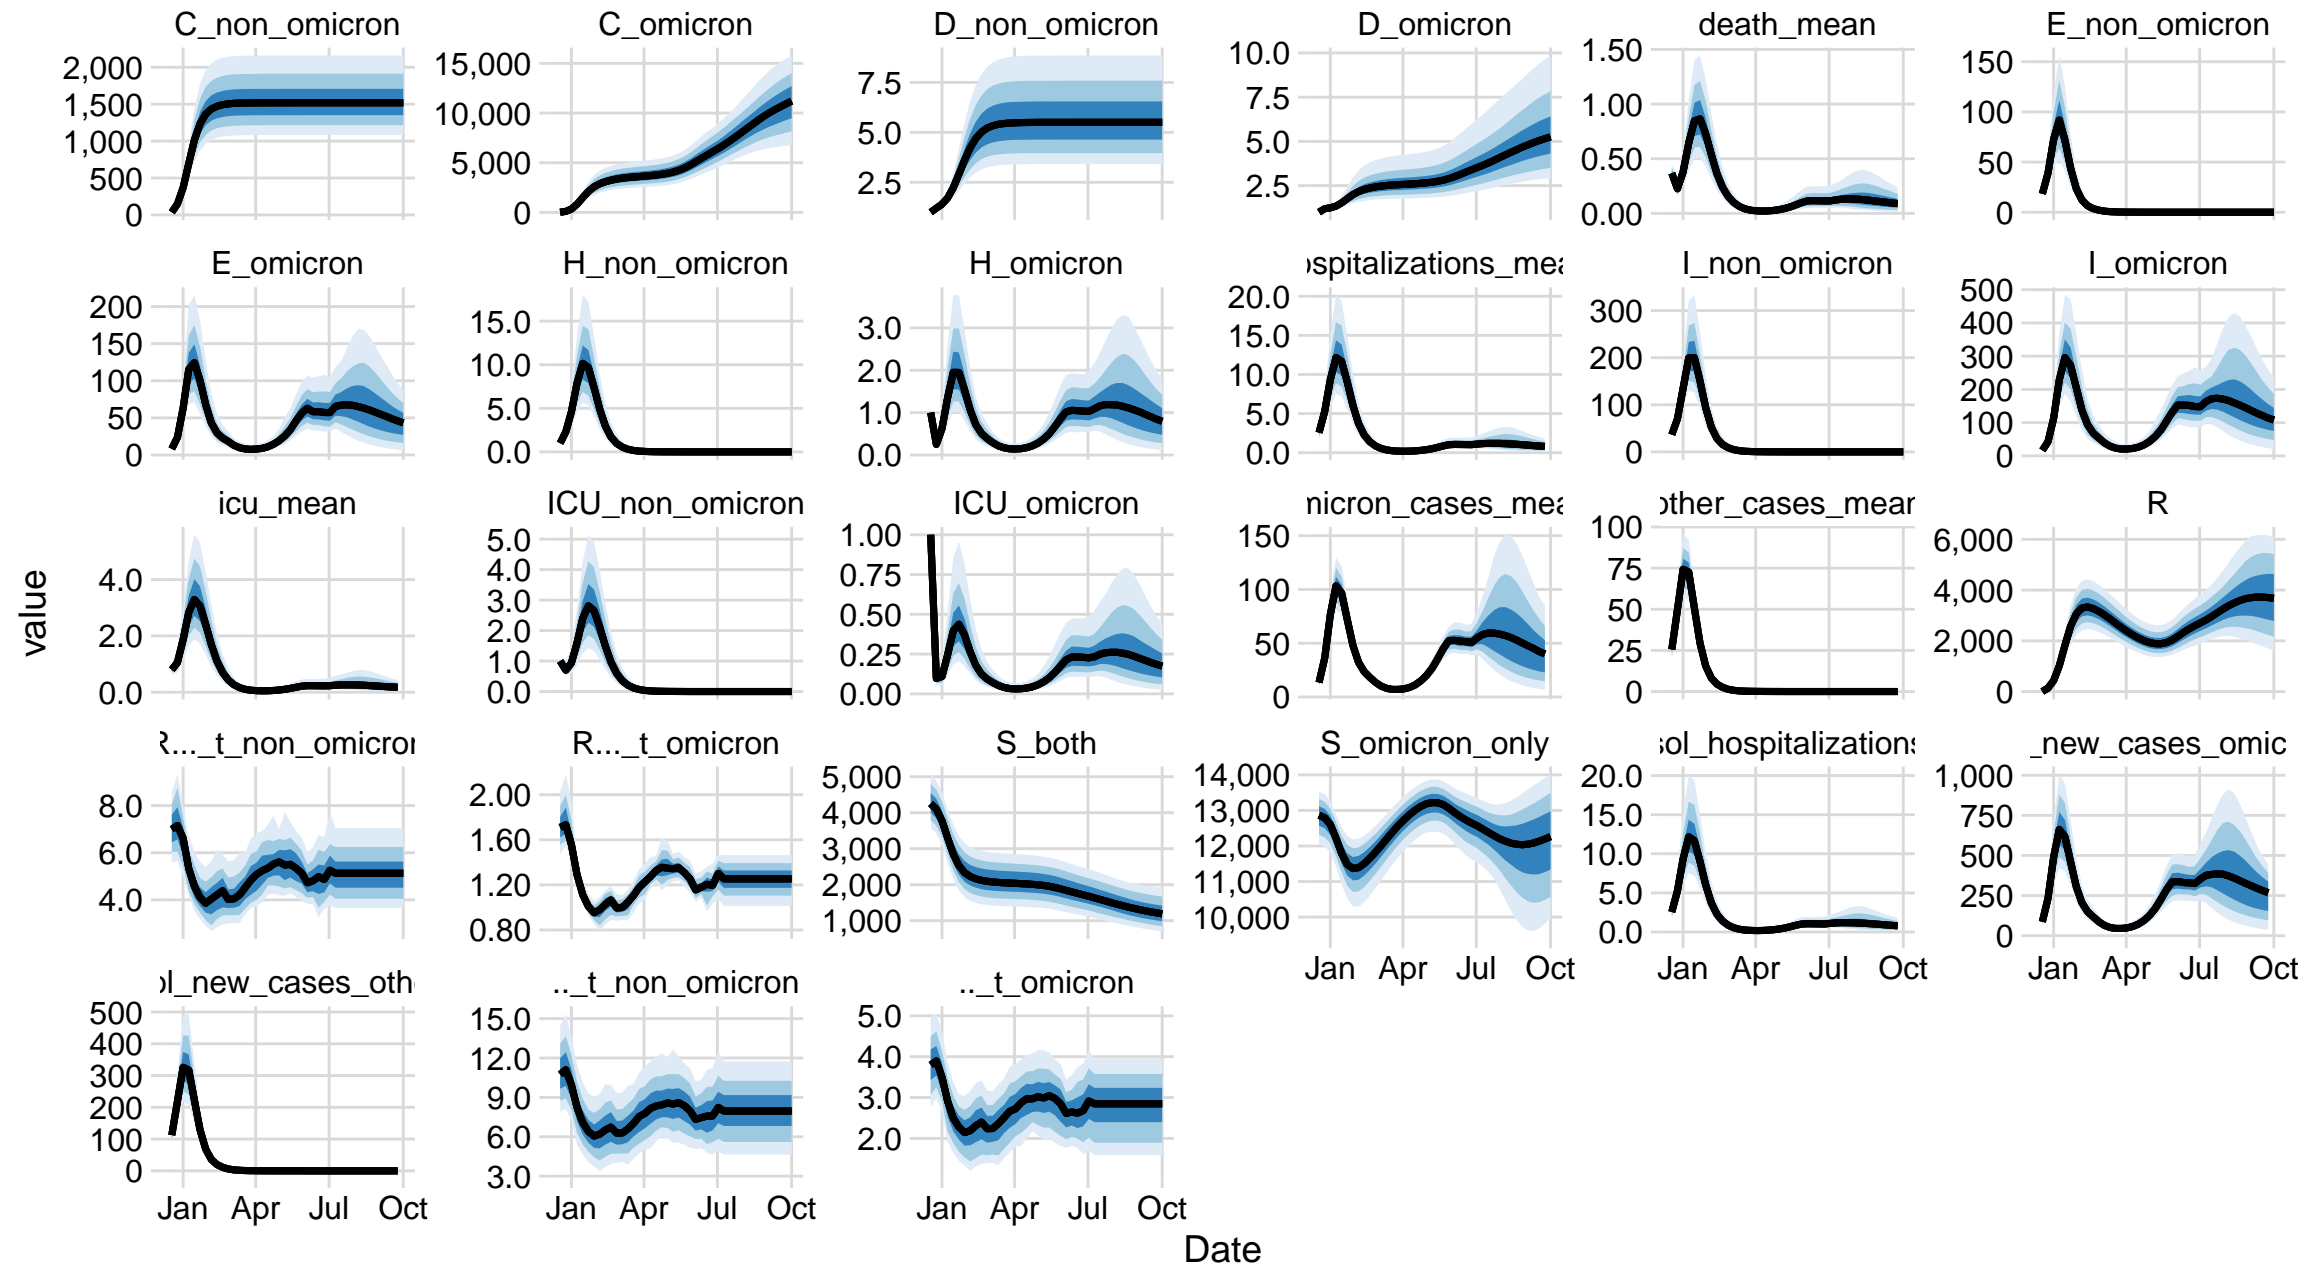 C_non_omicron C_omicron D_non_omicron D_omicron death_mean E_non_omicron
2,000 1,500 1,000 500 0
15,000 10,000 5,000 0
7.5 5.0 2.5
10.0 7.5 5.0 2.5
1.50 1.00 0.50 0.00
150 100 50 0
E_omicron H_non_omicron H_omicron ospitalizations_mea I_non_omicron I_omicron
200 150 100 50 0
15.0 10.0 5.0 0.0
3.0 2.0 1.0 0.0
20.0 15.0 10.0 5.0 0.0
300 200 100 0
500 400 300 200 100 0
icu_mean ICU_non_omicron ICU_omicron micron_cases_mea other_cases_mean R
4.0 2.0 0.0
5.0 4.0 3.0 2.0 1.0 0.0
1.00 0.75 0.50 0.25 0.00
150 100 50 0
100 75 50 25 0
6,000 4,000 2,000 0
value
R..._t_non_omicron R..._t_omicron S_both S_omicron_only sol_hospitalizations _new_cases_omic
8.0 6.0 4.0
2.00 1.60 1.20 0.80
5,000 4,000 3,000 2,000 1,000
14,000 13,000 12,000 11,000 10,000
20.0 15.0 10.0 5.0 0.0
1,000 750 500 250 0
Jan Apr Jul Oct Jan Apr Jul Oct Jan Apr Jul Oct
ol_new_cases_oth .._t_non_omicron .._t_omicron
500 400 300 200 100 0
15.0 12.0 9.0 6.0 3.0
5.0 4.0 3.0 2.0
Jan Apr Jul Oct Jan Apr Jul Oct Jan Apr Jul Oct
Date